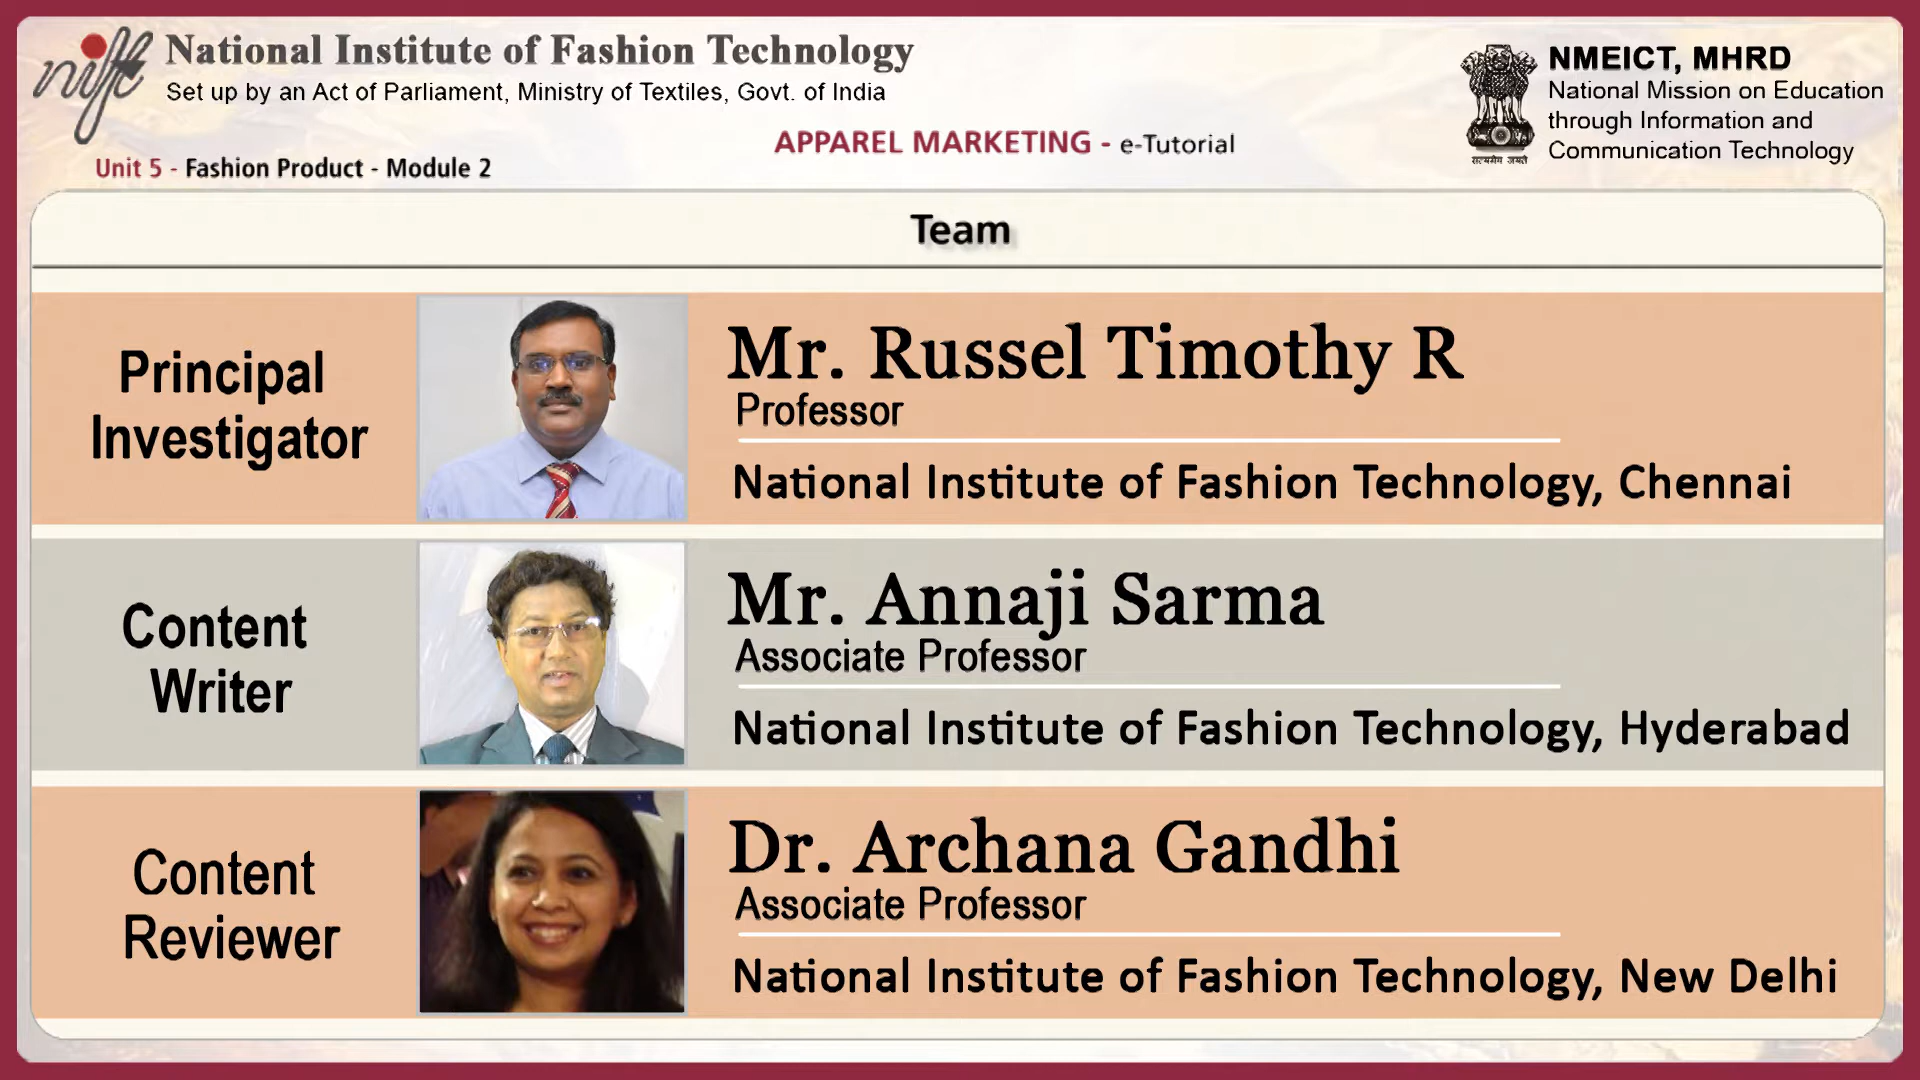 nift
National Institute of Fashion Technology
Set up by an Act of Parliament, Ministry of Textiles, Govt. of India
NMEICT, MHRD
National Mission on Education
through Information and
Communication Technology
सत्यमेव जयते
APPAREL MARKETING - e-Tutorial
Unit 5 - Fashion Product - Module 2
Team
Principal
Investigator
Mr. Russel Timothy R
Professor
National Institute of Fashion Technology, Chennai
Content
Writer
Mr. Annaji Sarma
Associate Professor
National Institute of Fashion Technology, Hyderabad
Content
Reviewer
Dr. Archana Gandhi
Associate Professor
National Institute of Fashion Technology, New Delhi